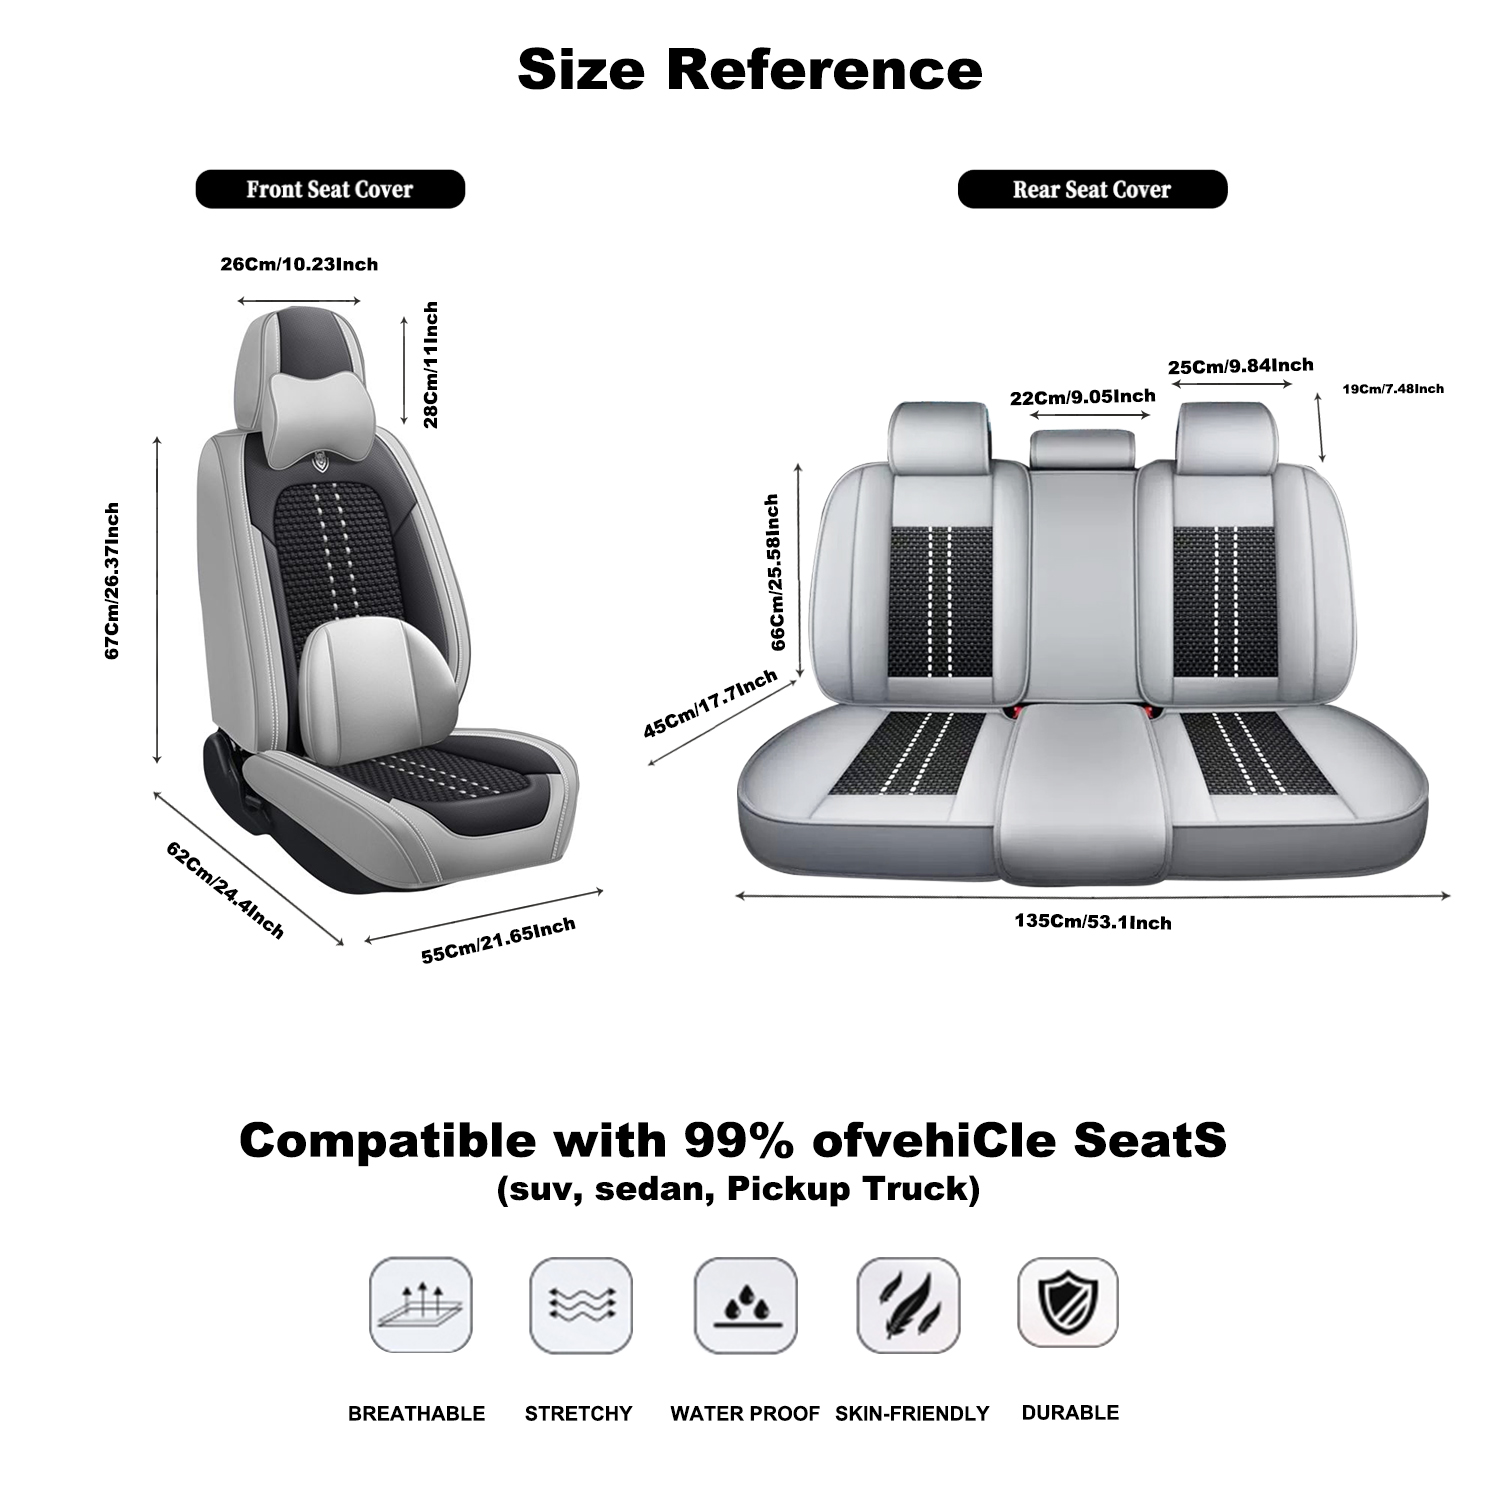 Size Reference
Front Seat Cover
Rear Seat Cover
26Cm/10.23Inch
28Cm/11Inch
67Cm/26.37Inch
62Cm/24.4Inch
55Cm/21.65Inch
25Cm/9.84Inch
19Cm/7.48Inch
22Cm/9.05Inch
66Cm/25.58Inch
45Cm/17.7Inch
135Cm/53.1Inch
Compatible with 99% ofvehiCle SeatS
(suv, sedan, Pickup Truck)
BREATHABLE STRETCHY WATER PROOF SKIN-FRIENDLY DURABLE